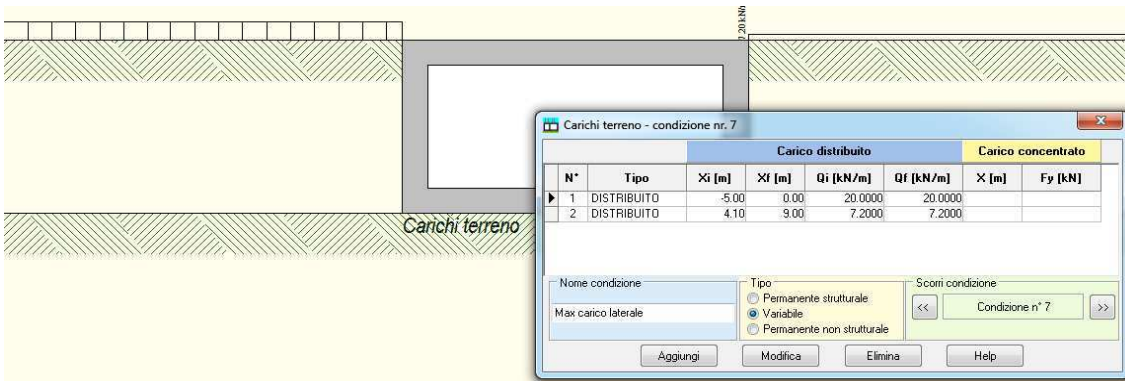 7.20 kN/
Carichi terreno
Carichi terreno - condizione nr. 7
Carico distribuito Carico concentrato
N° Tipo Xi [m] Xf [m] Qi [kN/m] Qf [kN/m] X [m] Fy [kN]
1 DISTRIBUITO -5.00 0.00 20.0000 20.0000
2 DISTRIBUITO 4.10 9.00 7.2000 7.2000
Nome condizione
Max carico laterale
Tipo
Permanente strutturale
Variabile
Permanente non strutturale
Scorri condizione
<< Condizione n° 7 >>
Aggiungi Modifica Elimina Help